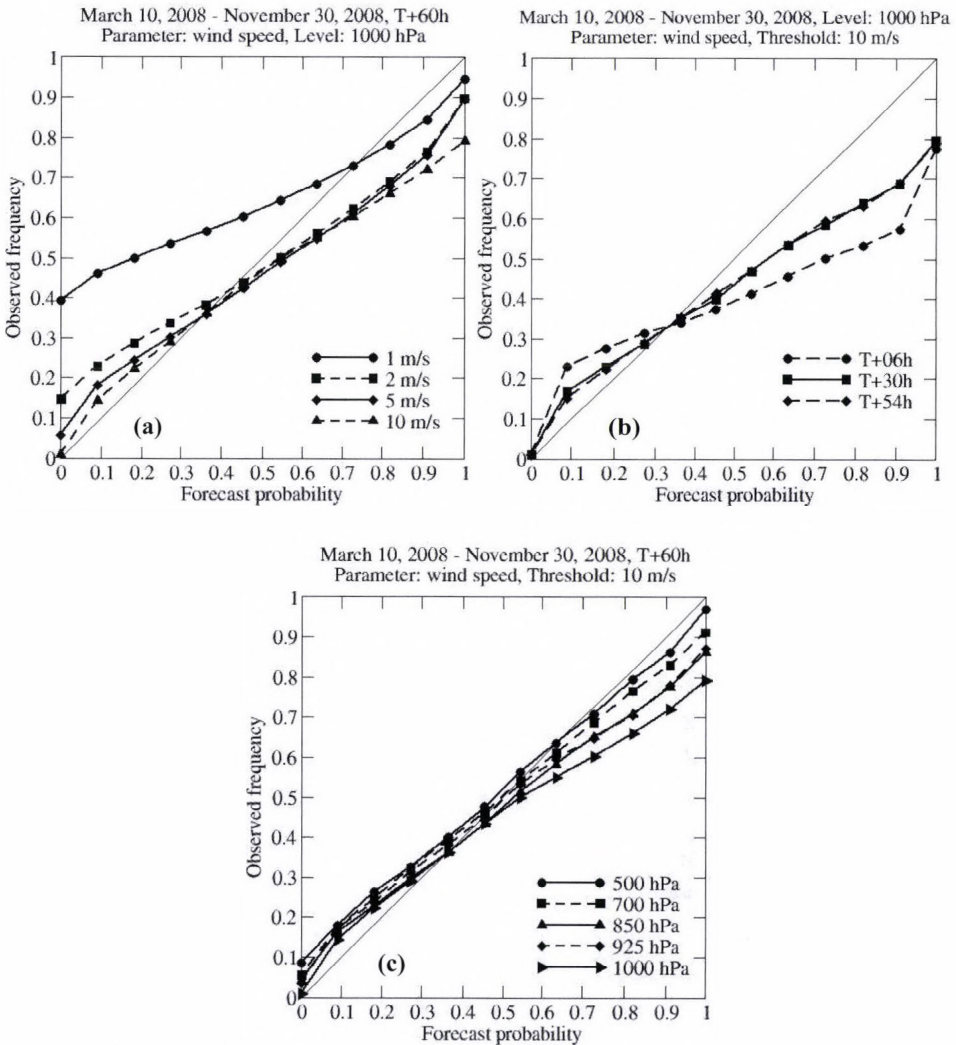 March 10, 2008 - November 30, 2008, T+60h
Parameter: wind speed, Level: 1000 hPa
1
0.9
0.8
0.7
0.6
0.5
0.4
0.3
0.2
0.1
0
Observed frequency
1 m/s
2 m/s
5 m/s
10 m/s
(a)
0 0.1 0.2 0.3 0.4 0.5 0.6 0.7 0.8 0.9 1
Forecast probability
March 10, 2008 - November 30, 2008, Level: 1000 hPa
Parameter: wind speed, Threshold: 10 m/s
1
0.9
0.8
0.7
0.6
0.5
0.4
0.3
0.2
0.1
0
Observed frequency
T+06h
T+30h
T+54h
(b)
0 0.1 0.2 0.3 0.4 0.5 0.6 0.7 0.8 0.9 1
Forecast probability
March 10, 2008 - November 30, 2008, T+60h
Parameter: wind speed, Threshold: 10 m/s
1
0.9
0.8
0.7
0.6
0.5
0.4
0.3
0.2
0.1
0
Observed frequency
500 hPa
700 hPa
850 hPa
925 hPa
1000 hPa
(c)
0 0.1 0.2 0.3 0.4 0.5 0.6 0.7 0.8 0.9 1
Forecast probability